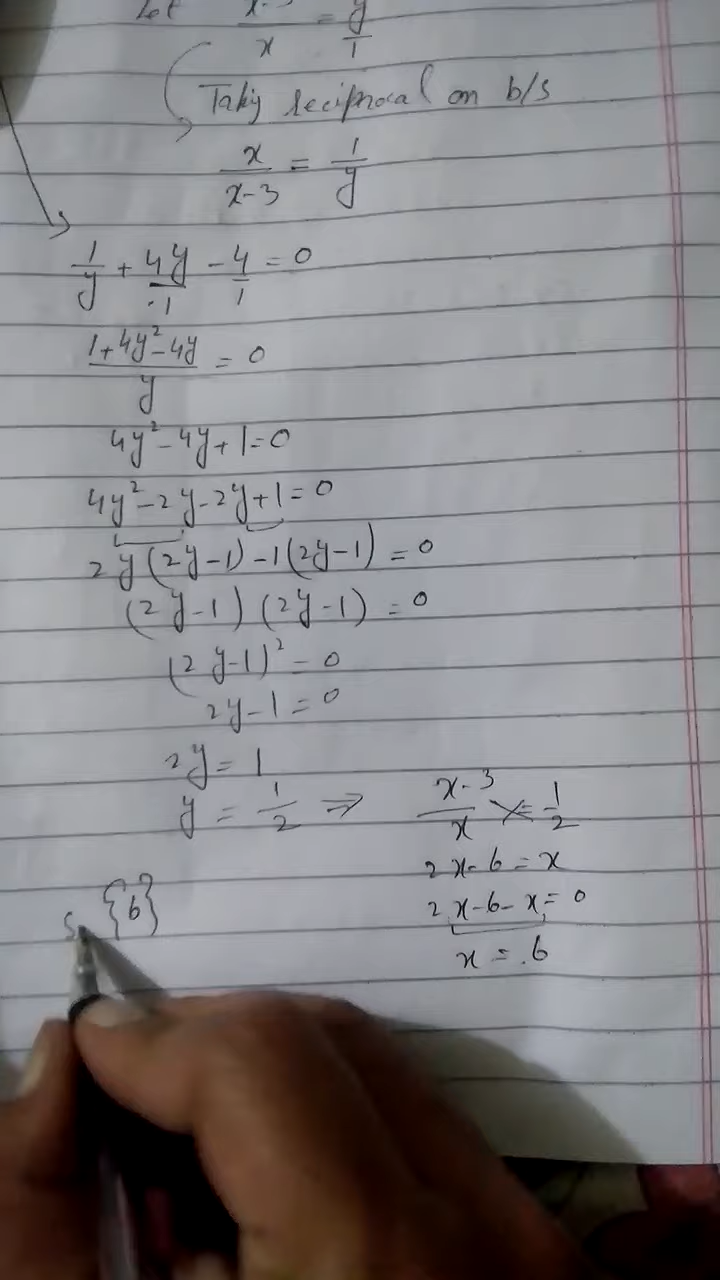 Let x-3/x = y/1
Taking reciprocal on b/s
x/x-3 = 1/y
1/y + 4y/1 - 4/1 = 0
1+4y²-4y/y = 0
4y²-4y+1=0
4y²-2y-2y+1=0
2y(2y-1)-1(2y-1)=0
(2y-1)(2y-1)=0
(2y-1)²=0
2y-1=0
2y=1
y=1/2 ⇒ x-3/x = 1/2
2x-6=x
2x-6-x=0
x=6
S {6}